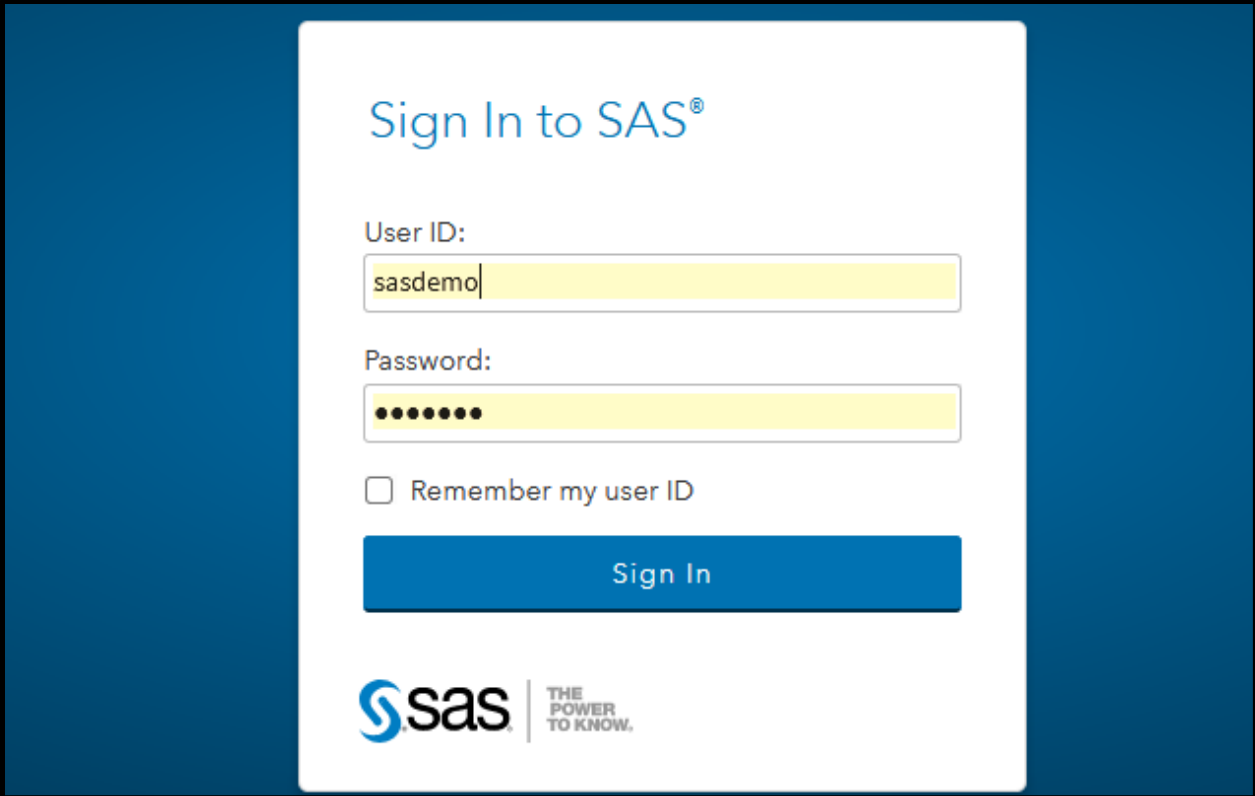 Sign In to SAS®
User ID:
sasdemo
Password:
•••••••
Remember my user ID
Sign In
sas
THE
POWER
TO KNOW.